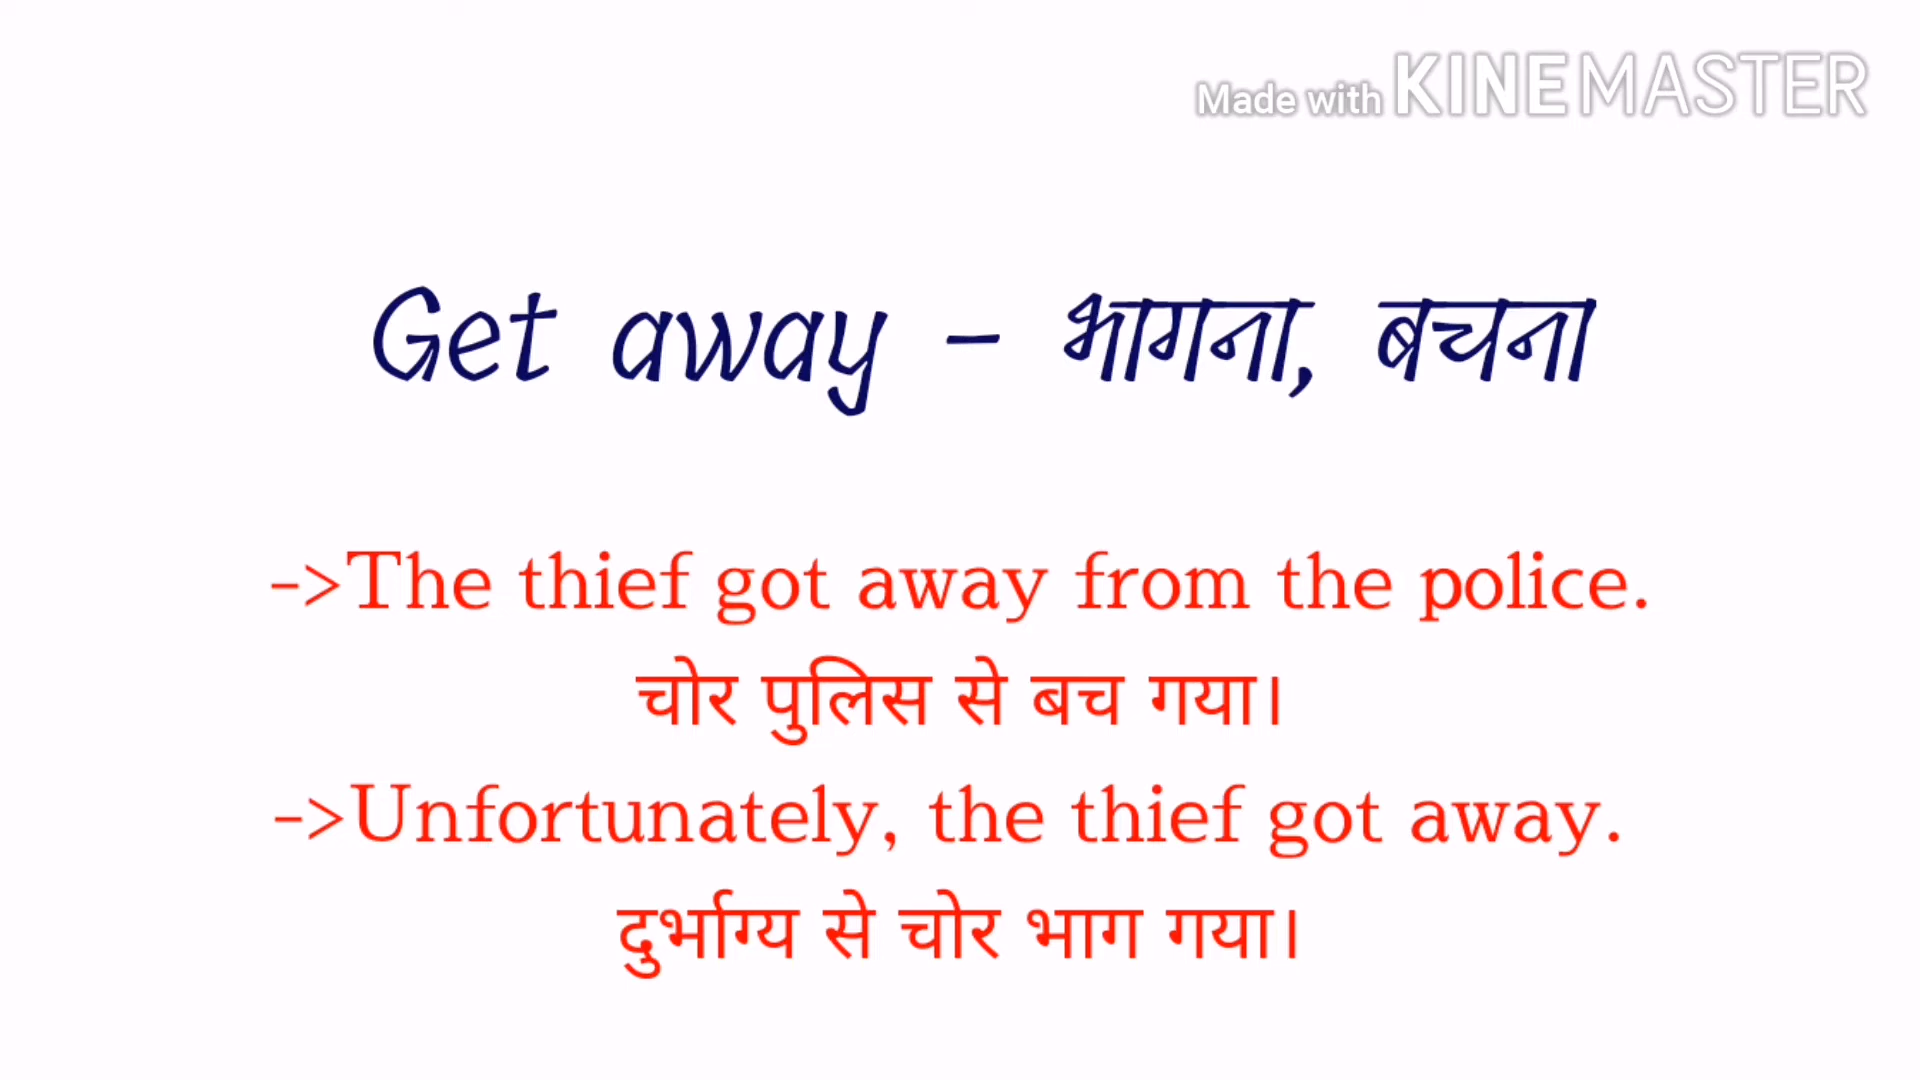 Made with KINEMASTER
Get away - भागना, बचना
->The thief got away from the police.
चोर पुलिस से बच गया।
->Unfortunately, the thief got away.
दुर्भाग्य से चोर भाग गया।